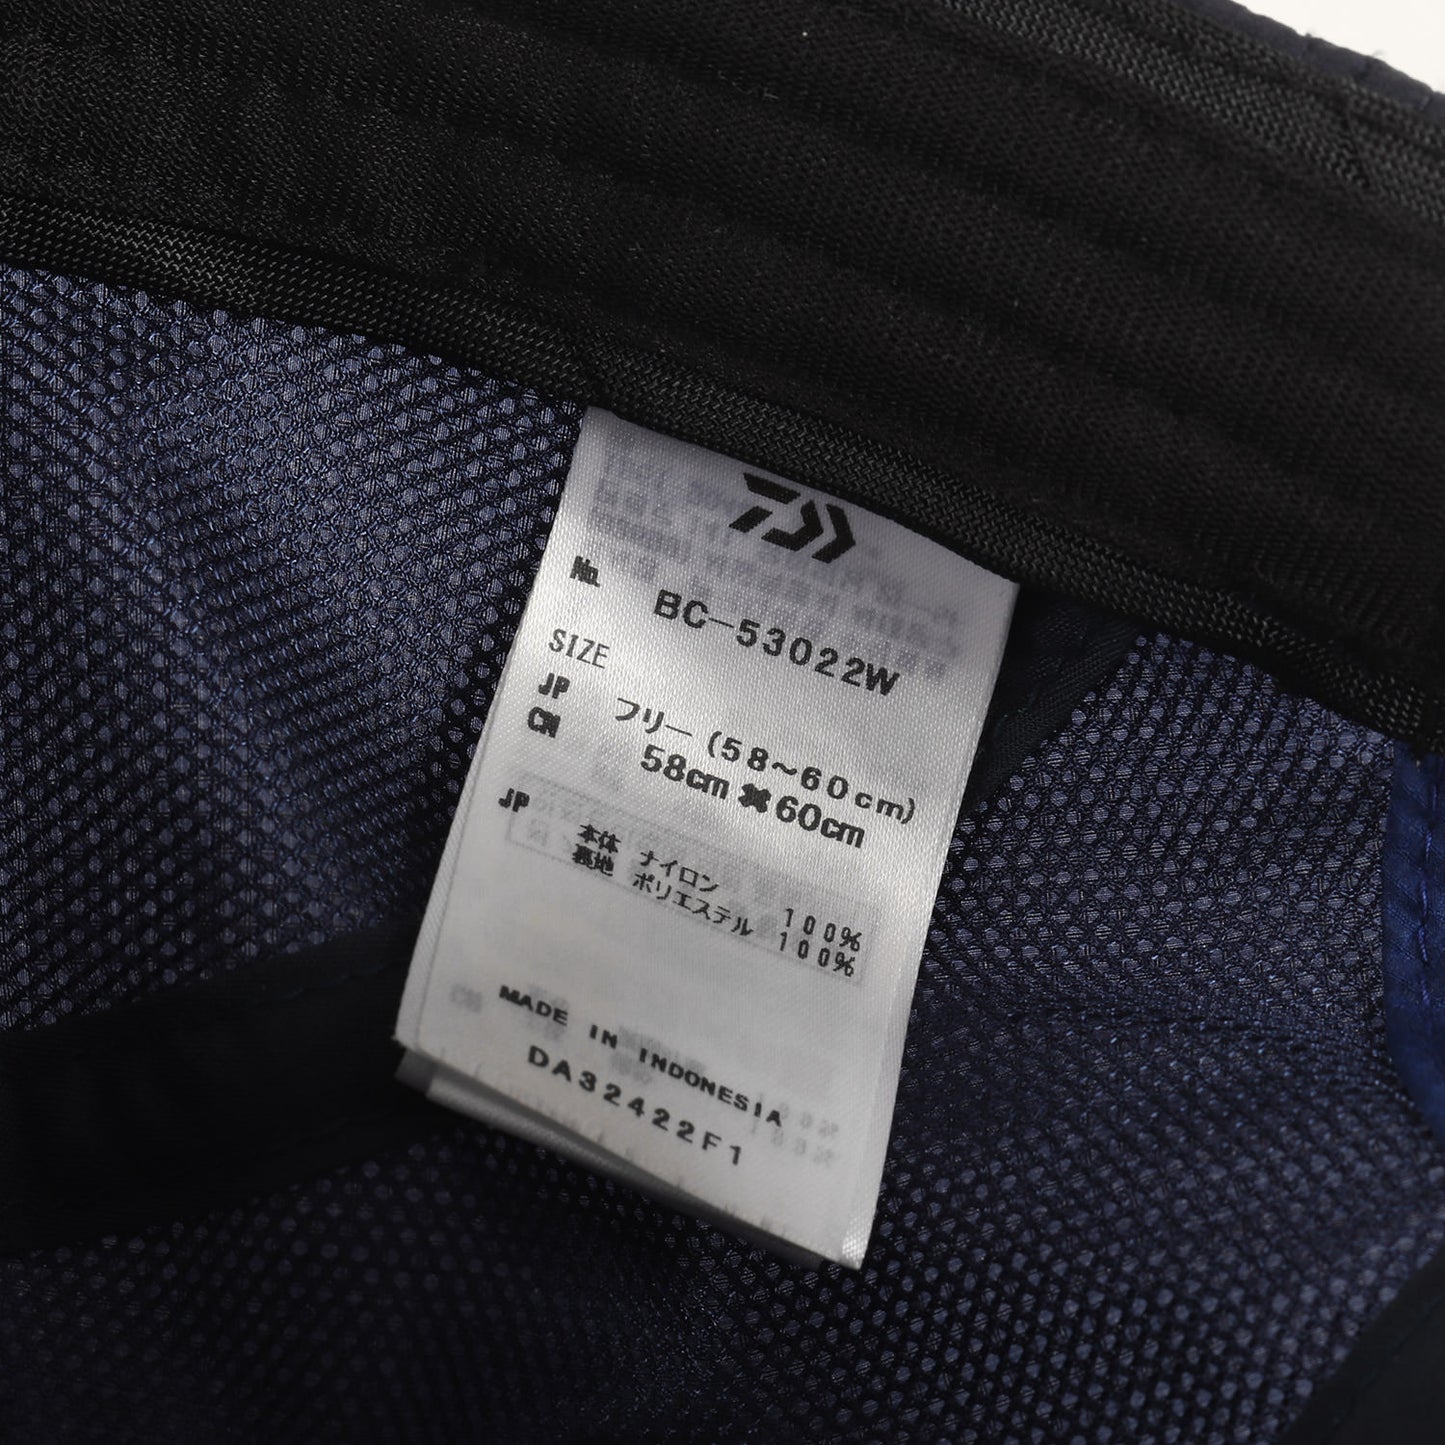 No. BC-53022W
SIZE
JP フリー(58~60cm)
CN 58cm ※60cm
JP 本体 ナイロン 100%
裏地 ポリエステル 100%
MADE IN INDONESIA
DA32422F1